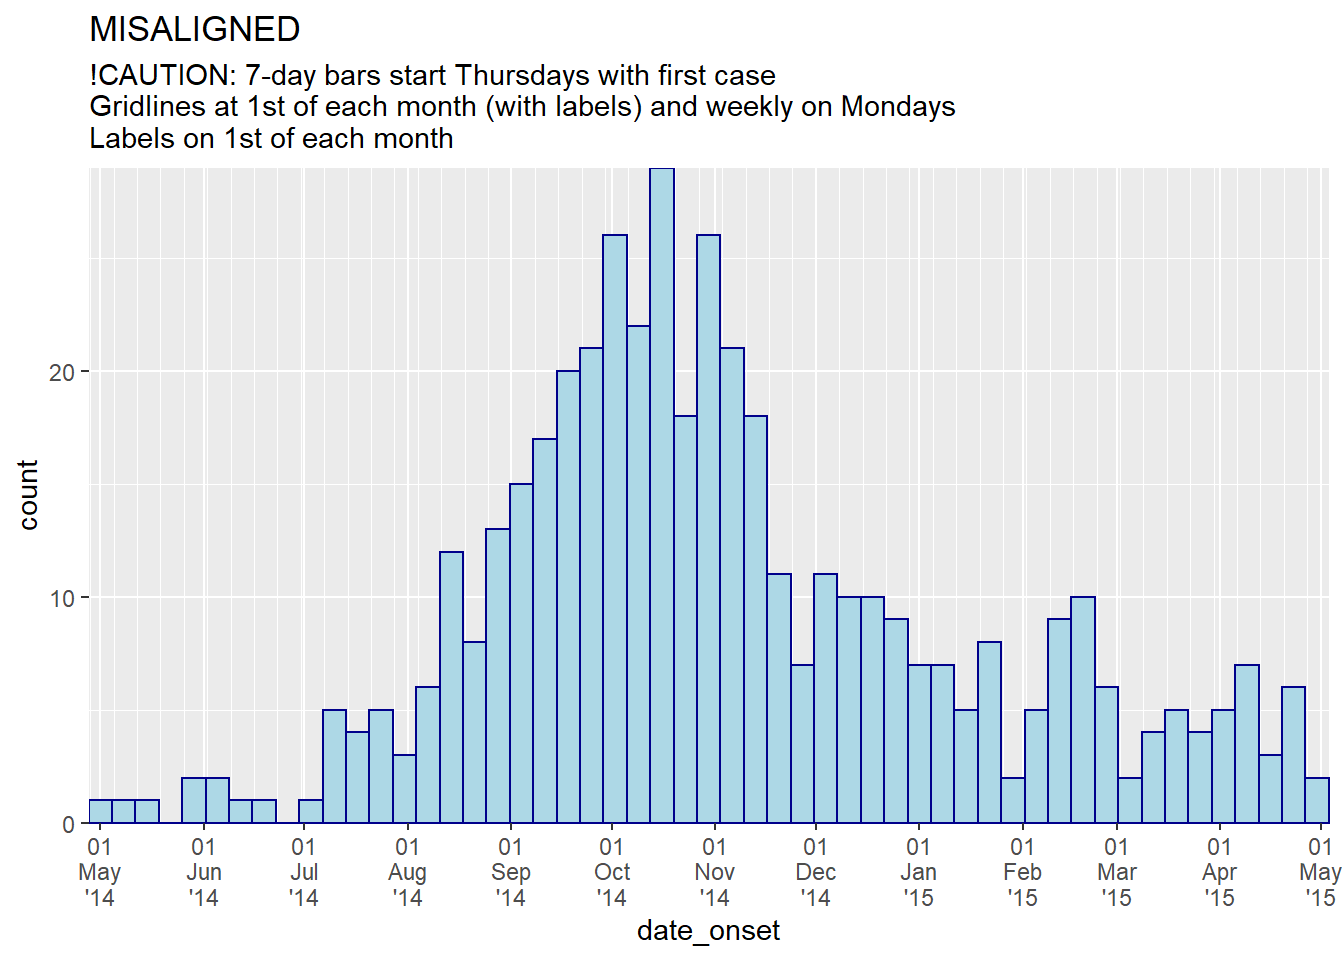 MISALIGNED
!CAUTION: 7-day bars start Thursdays with first case
Gridlines at 1st of each month (with labels) and weekly on Mondays
Labels on 1st of each month
count
20
10
0
01 01 01 01 01 01 01 01 01 01 01 01 01
May Jun Jul Aug Sep Oct Nov Dec Jan Feb Mar Apr May
'14 '14 '14 '14 '14 '14 '14 '14 '15 '15 '15 '15 '15
date_onset